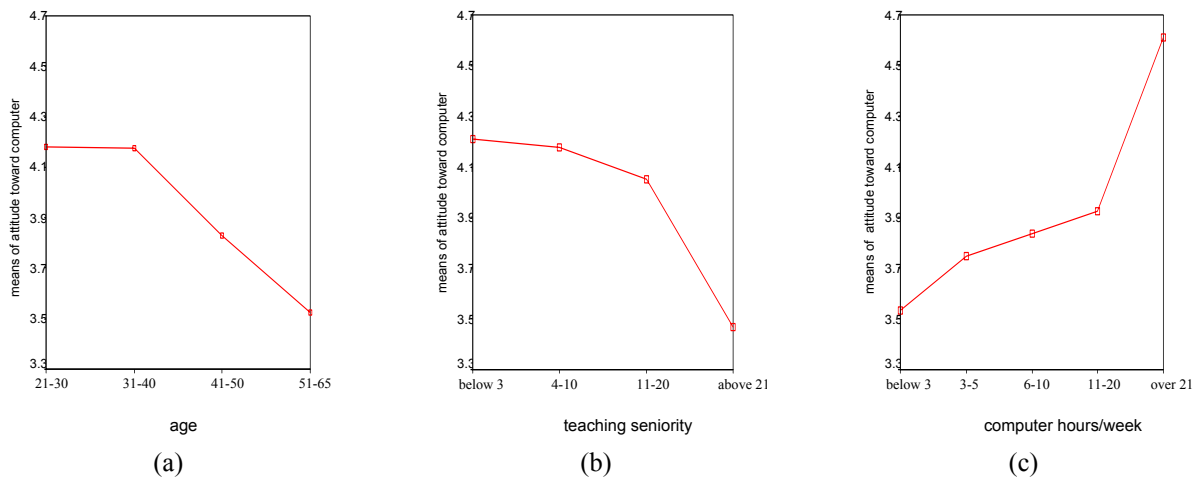 means of attitude toward computer
4.7
4.5
4.3
4.1
3.9
3.7
3.5
3.3
21-30 31-40 41-50 51-65
age
(a)
means of attitude toward computer
4.7
4.5
4.3
4.1
3.9
3.7
3.5
3.3
below 3 4-10 11-20 above 21
teaching seniority
(b)
means of attitude toward computer
4.7
4.5
4.3
4.1
3.9
3.7
3.5
3.3
below 3 3-5 6-10 11-20 over 21
computer hours/week
(c)